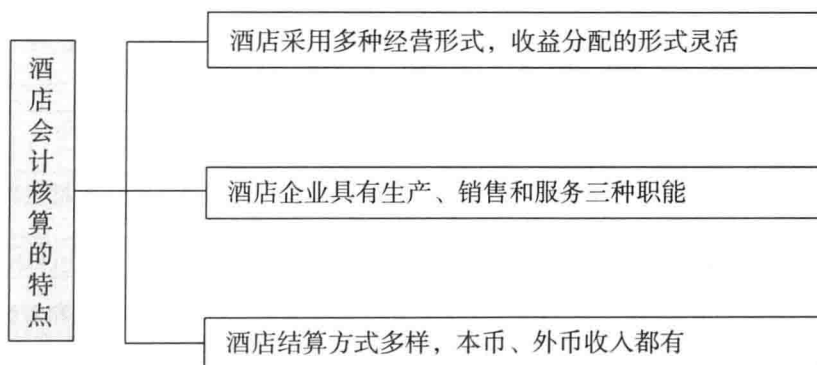 酒店会计核算的特点
酒店采用多种经营形式，收益分配的形式灵活
酒店企业具有生产、销售和服务三种职能
酒店结算方式多样，本币、外币收入都有